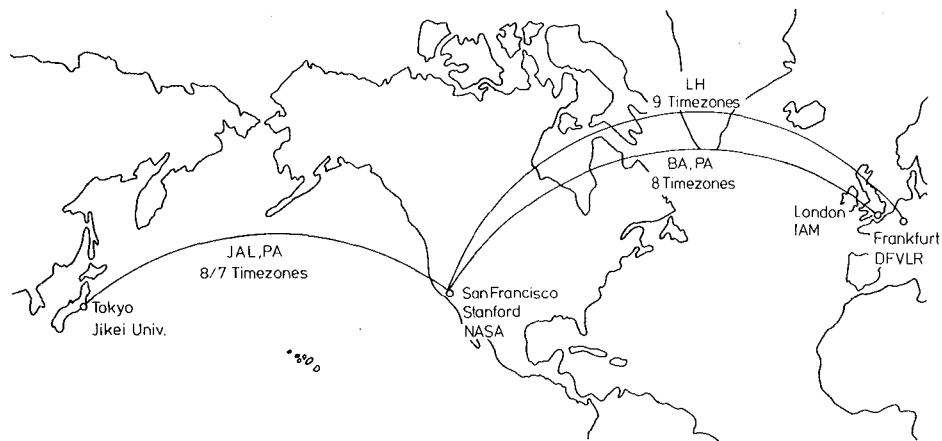 LH
9 Timezones
BA, PA
8 Timezones
London
IAM
Frankfurt
DFVLR
JAL, PA
8/7 Timezones
San Francisco
Stanford
NASA
Tokyo
Jikei Univ.